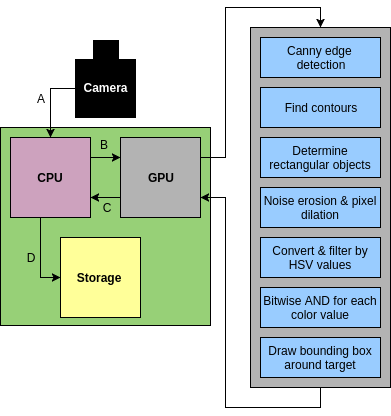 Camera
A
CPU
B
GPU
C
D
Storage
Canny edge
detection
Find contours
Determine
rectangular objects
Noise erosion & pixel
dilation
Convert & filter by
HSV values
Bitwise AND for each
color value
Draw bounding box
around target